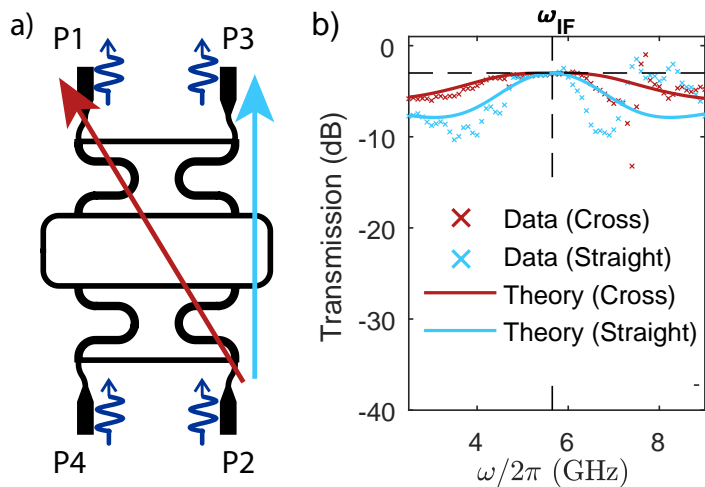 a)
P1
P3
P4
P2
b)
ω_IF
0
-10
-20
-30
-40
Transmission (dB)
Data (Cross)
Data (Straight)
Theory (Cross)
Theory (Straight)
4
6
8
ω/2π (GHz)